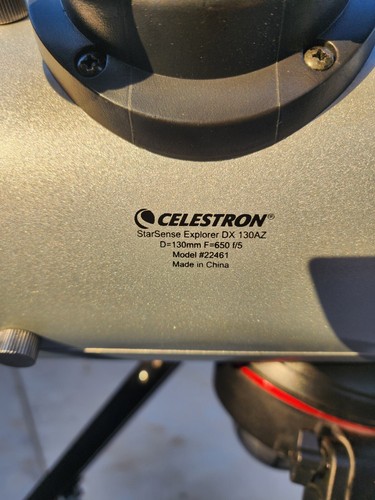 CELESTRON®
StarSense Explorer DX 130AZ
D=130mm F=650 f/5
Model #22461
Made in China